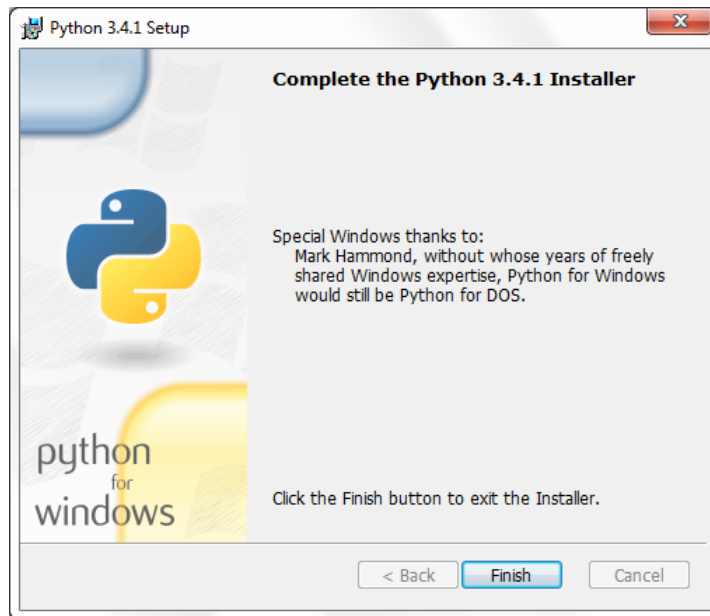 Python 3.4.1 Setup
Complete the Python 3.4.1 Installer
Special Windows thanks to:
Mark Hammond, without whose years of freely
shared Windows expertise, Python for Windows
would still be Python for DOS.
python
for
windows
Click the Finish button to exit the Installer.
< Back Finish Cancel